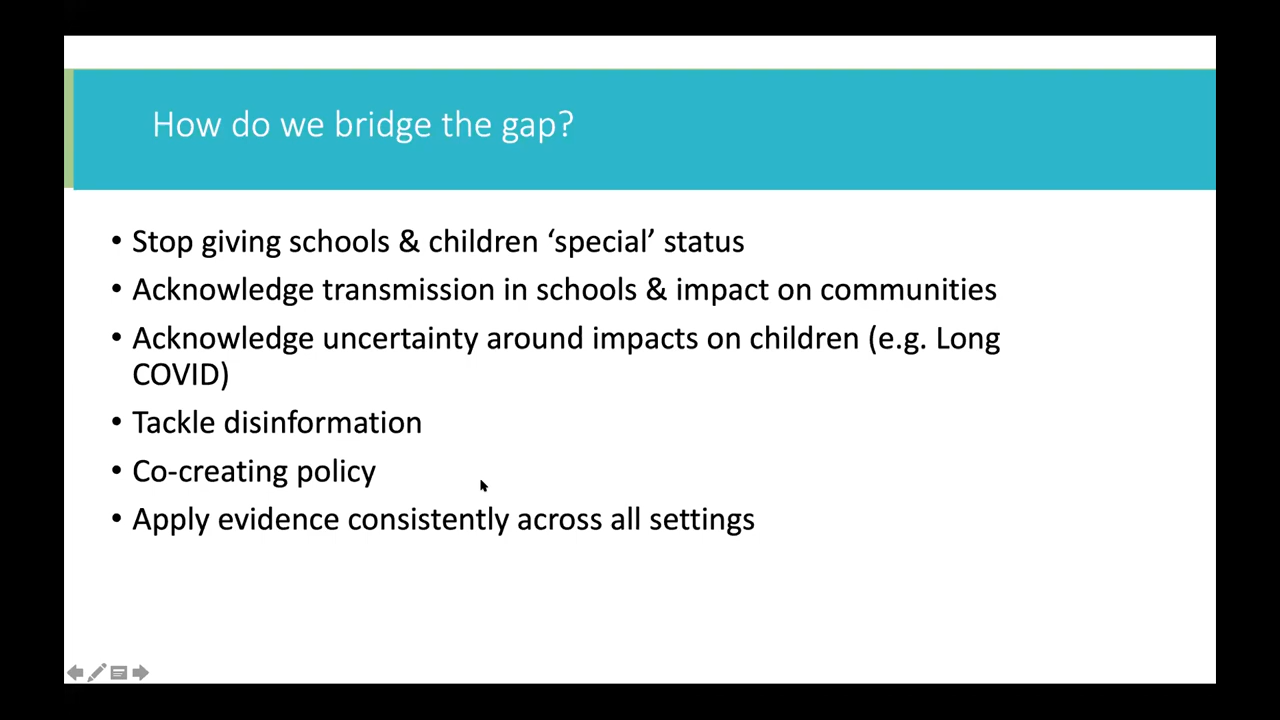 How do we bridge the gap?
• Stop giving schools & children ‘special’ status
• Acknowledge transmission in schools & impact on communities
• Acknowledge uncertainty around impacts on children (e.g. Long
COVID)
• Tackle disinformation
• Co-creating policy
• Apply evidence consistently across all settings